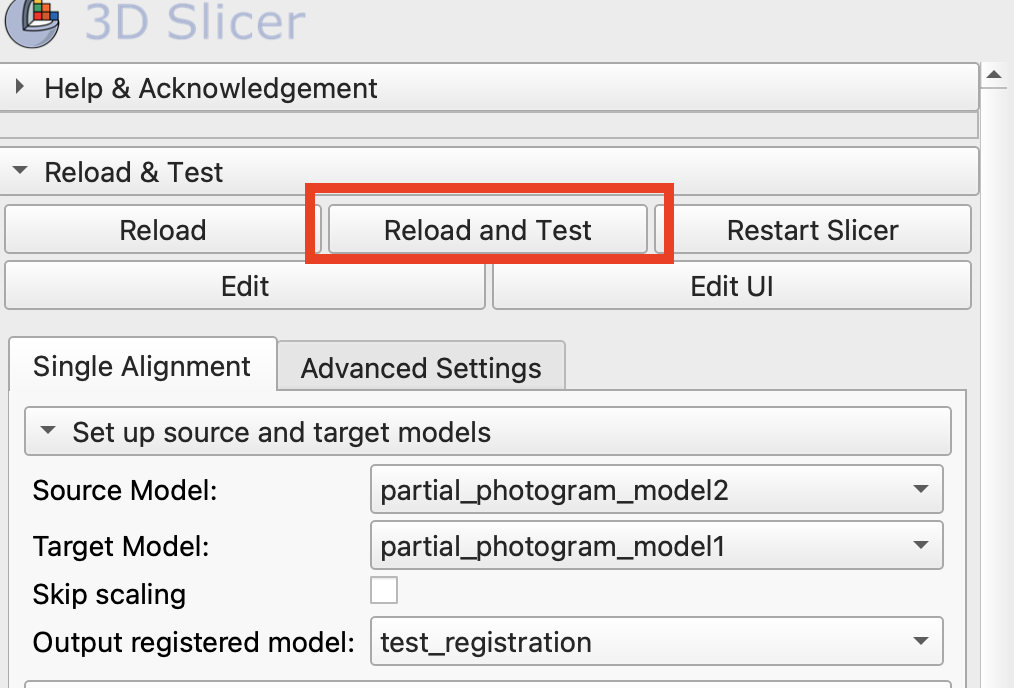 3D Slicer
Help & Acknowledgement
Reload & Test
Reload Reload and Test Restart Slicer
Edit Edit UI
Single Alignment Advanced Settings
Set up source and target models
Source Model: partial_photogram_model2
Target Model: partial_photogram_model1
Skip scaling
Output registered model: test_registration